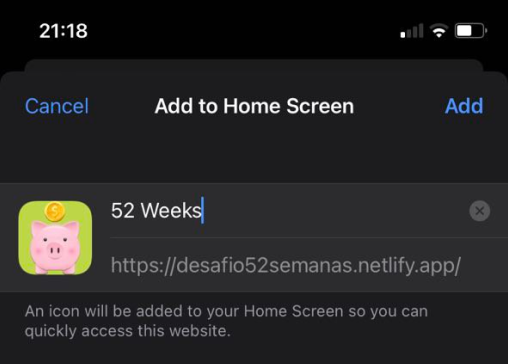 21:18
Cancel Add to Home Screen Add
52 Weeks
https://desafio52semanas.netlify.app/
An icon will be added to your Home Screen so you can
quickly access this website.